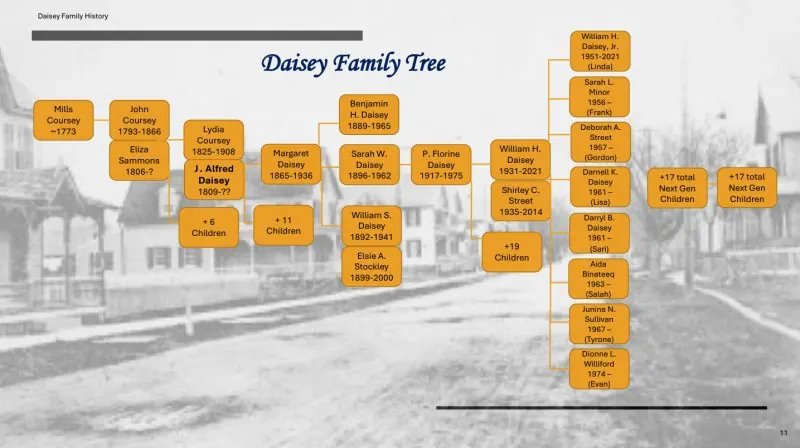 Daisey Family History
Daisey Family Tree
Mills
Coursey
~1773
John
Coursey
1793-1866
Eliza
Sammons
1806-?
Lydia
Coursey
1825-1908
J. Alfred
Daisey
1809-??
+ 6
Children
Margaret
Daisey
1865-1936
+ 11
Children
Benjamin
H. Daisey
1889-1965
Sarah W.
Daisey
1896-1962
William S.
Daisey
1892-1941
Elsie A.
Stockley
1899-2000
P. Florine
Daisey
1917-1975
William H.
Daisey
1931-2021
Shirley C.
Street
1935-2014
+19
Children
William H.
Daisey, Jr.
1951-2021
(Linda)
Sarah L.
Minor
1956 –
(Frank)
Deborah A.
Street
1957 –
(Gordon)
Darnell K.
Daisey
1961 –
(Lisa)
Darryl B.
Daisey
1961 –
(Sari)
Aida
Binateeq
1963 –
(Salah)
Junina N.
Sullivan
1967 –
(Tyrone)
Dionne L.
Williford
1974 –
(Evan)
+17 total
Next Gen
Children
+17 total
Next Gen
Children
11